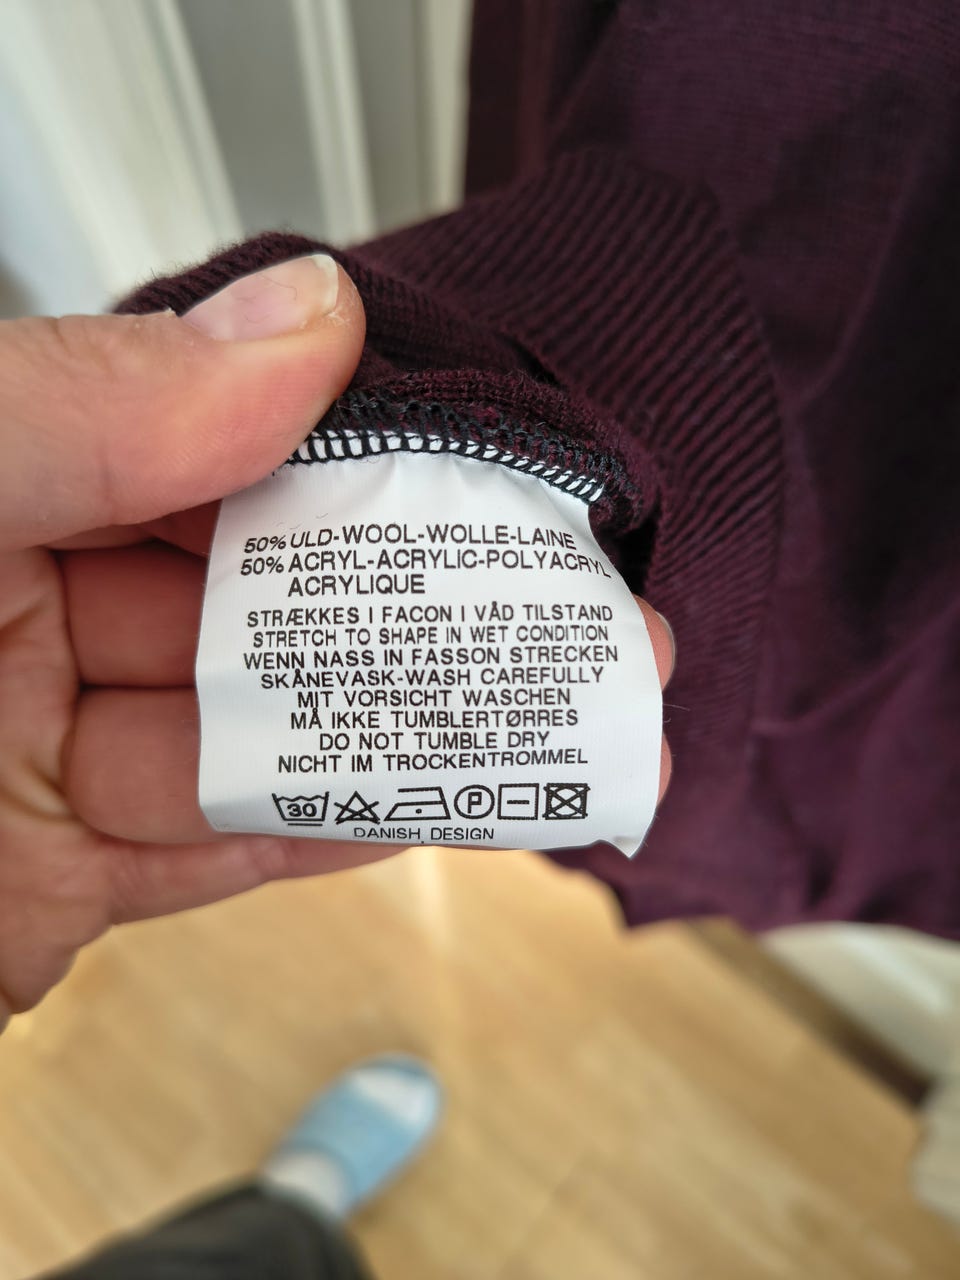 50% ULD-WOOL-WOLLE-LAINE
50% ACRYL-ACRYLIC-POLYACRYL
ACRYLIQUE
STRÆKKES I FACON I VÅD TILSTAND
STRETCH TO SHAPE IN WET CONDITION
WENN NASS IN FASSON STRECKEN
SKÅNEVASK-WASH CAREFULLY
MIT VORSICHT WASCHEN
MÅ IKKE TUMBLERTØRRES
DO NOT TUMBLE DRY
NICHT IM TROCKENTROMMEL
30 P
DANISH DESIGN